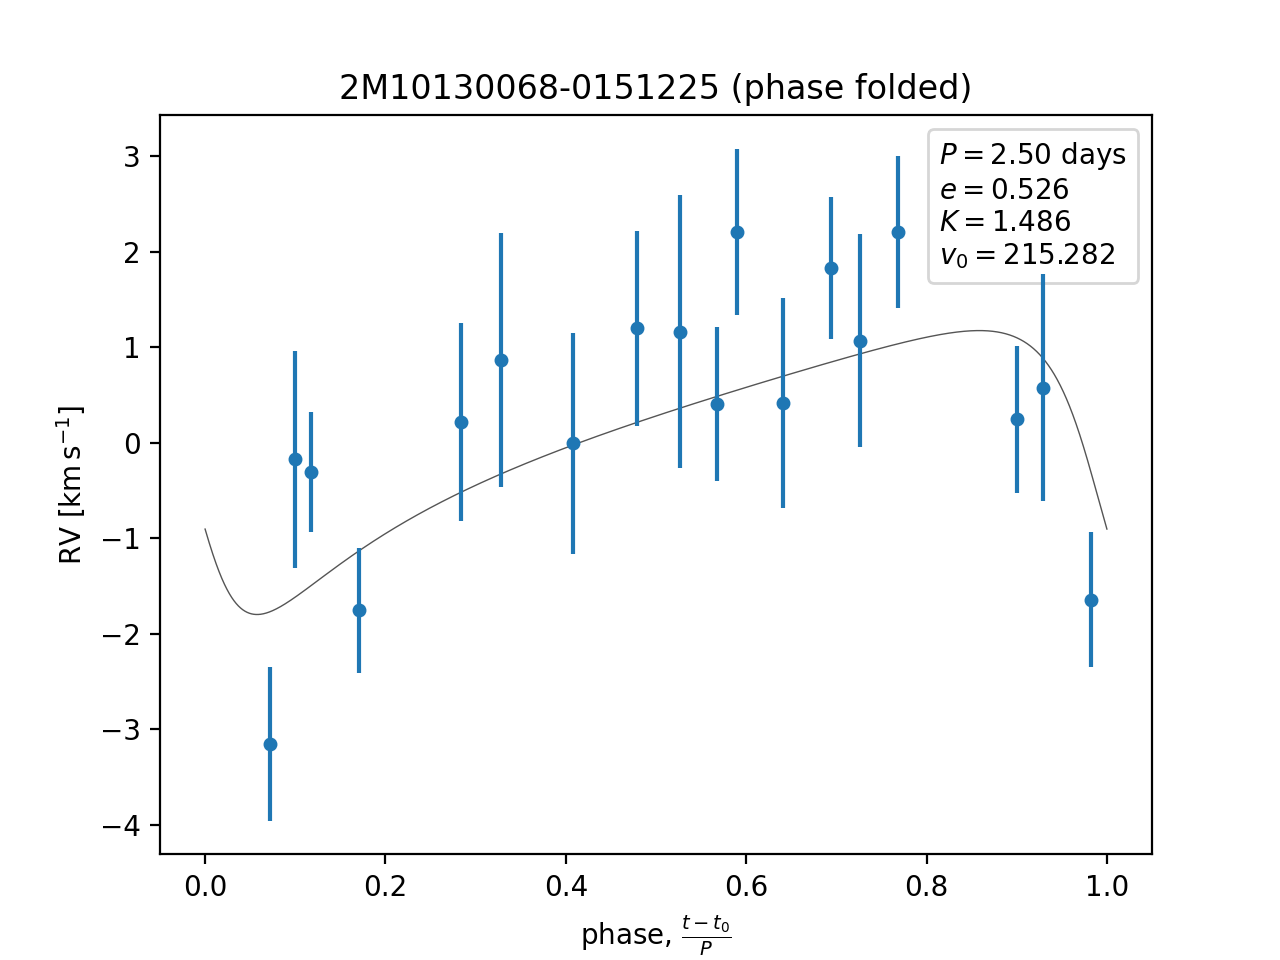 2M10130068-0151225 (phase folded)
P = 2.50 days
e = 0.526
K = 1.486
v₀ = 215.282
RV [km s⁻¹]
3
2
1
0
−1
−2
−3
−4
0.0 0.2 0.4 0.6 0.8 1.0
phase, (t − t₀)/P